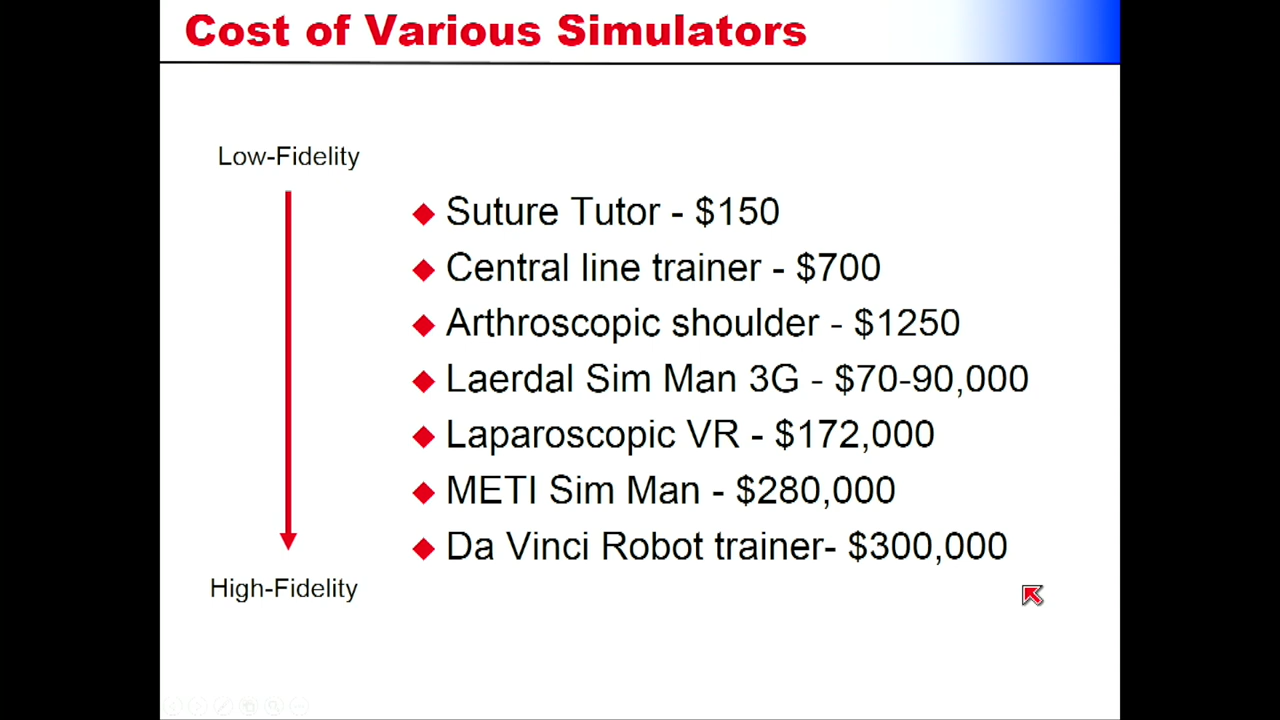 Cost of Various Simulators
Low-Fidelity
Suture Tutor - $150
Central line trainer - $700
Arthroscopic shoulder - $1250
Laerdal Sim Man 3G - $70-90,000
Laparoscopic VR - $172,000
METI Sim Man - $280,000
Da Vinci Robot trainer- $300,000
High-Fidelity